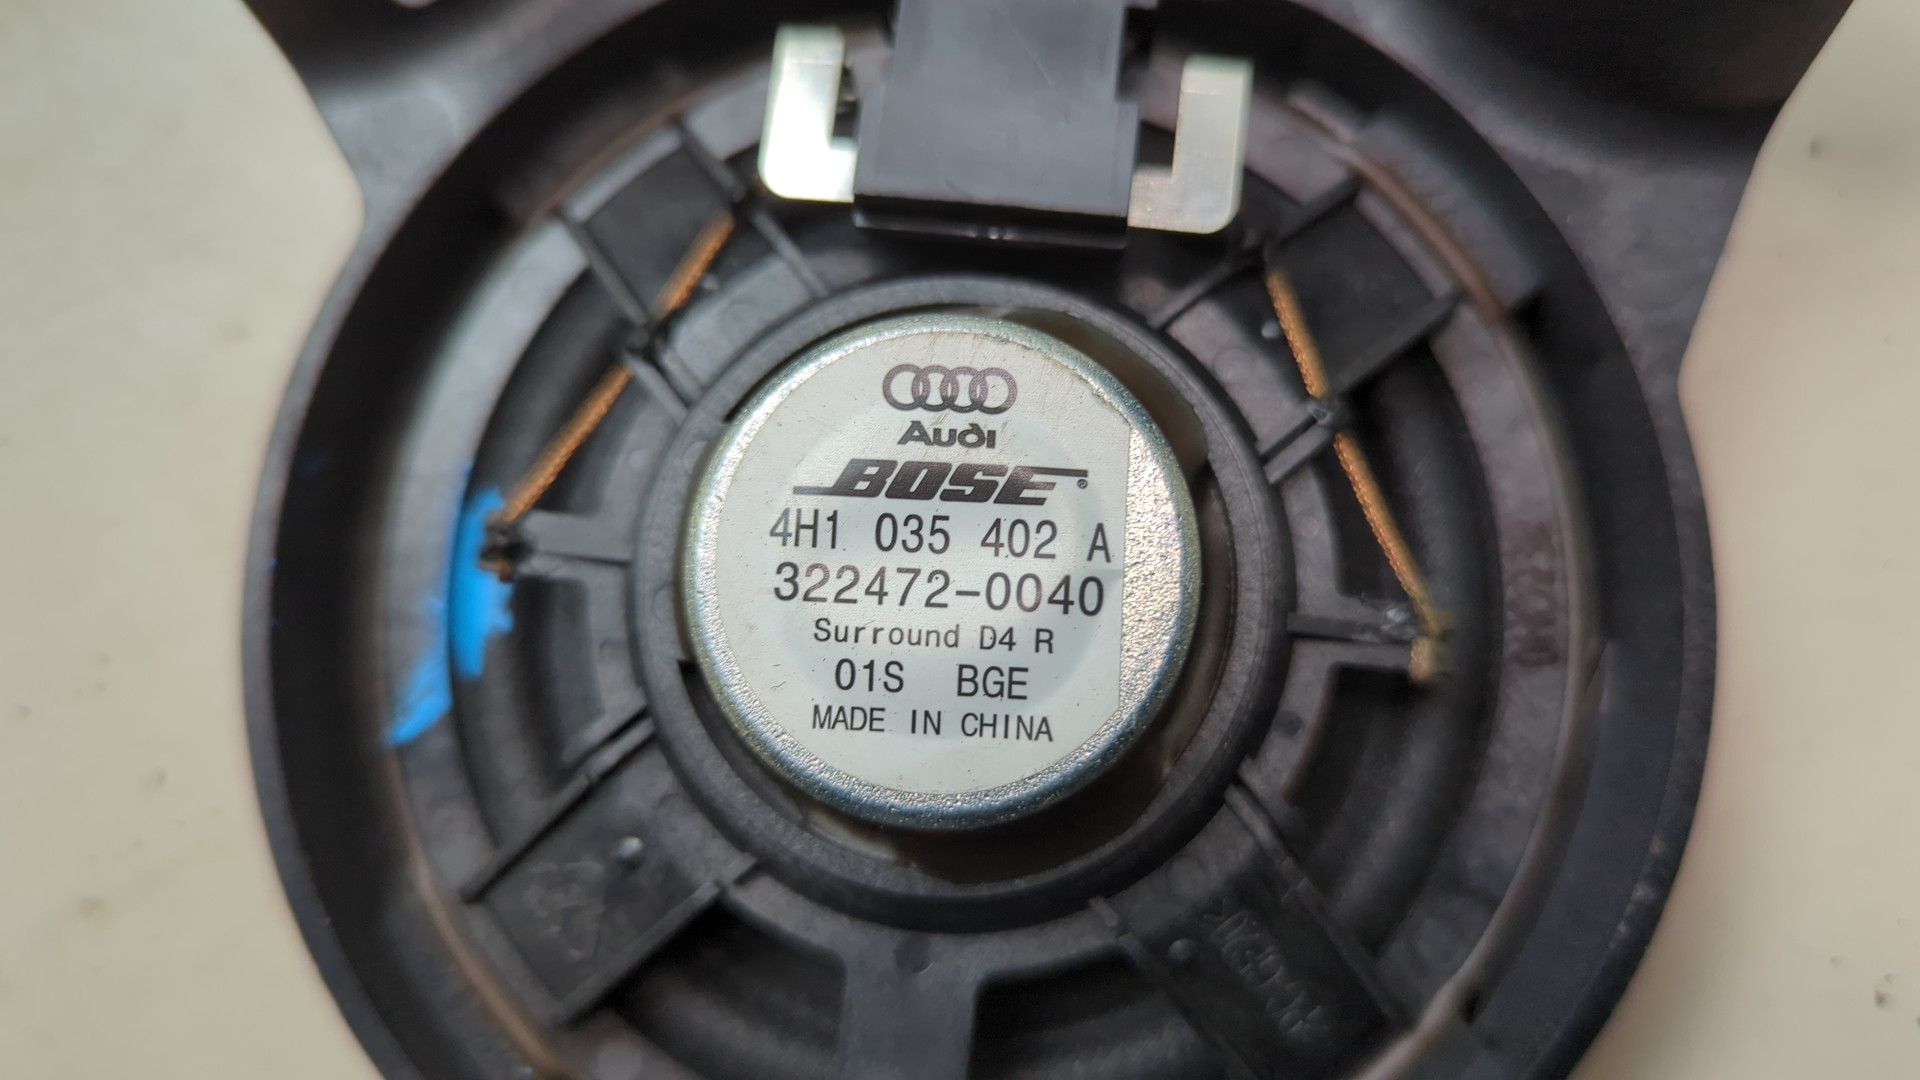 Audi
BOSE®
4H1 035 402 A
322472-0040
Surround D4 R
01S BGE
MADE IN CHINA